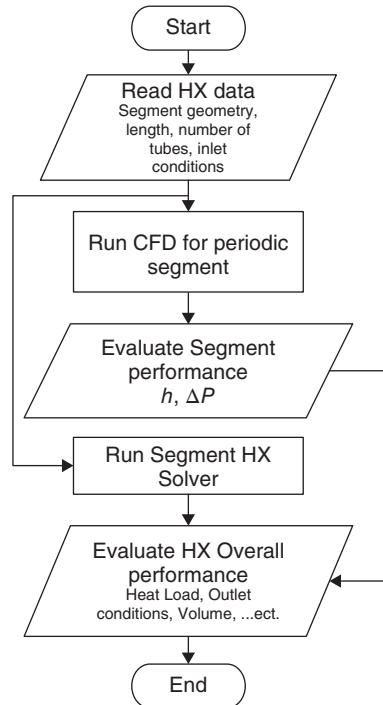 Start
Read HX data
Segment geometry,
length, number of
tubes, inlet
conditions
Run CFD for periodic
segment
Evaluate Segment
performance
h, ΔP
Run Segment HX
Solver
Evaluate HX Overall
performance
Heat Load, Outlet
conditions, Volume, ...ect.
End